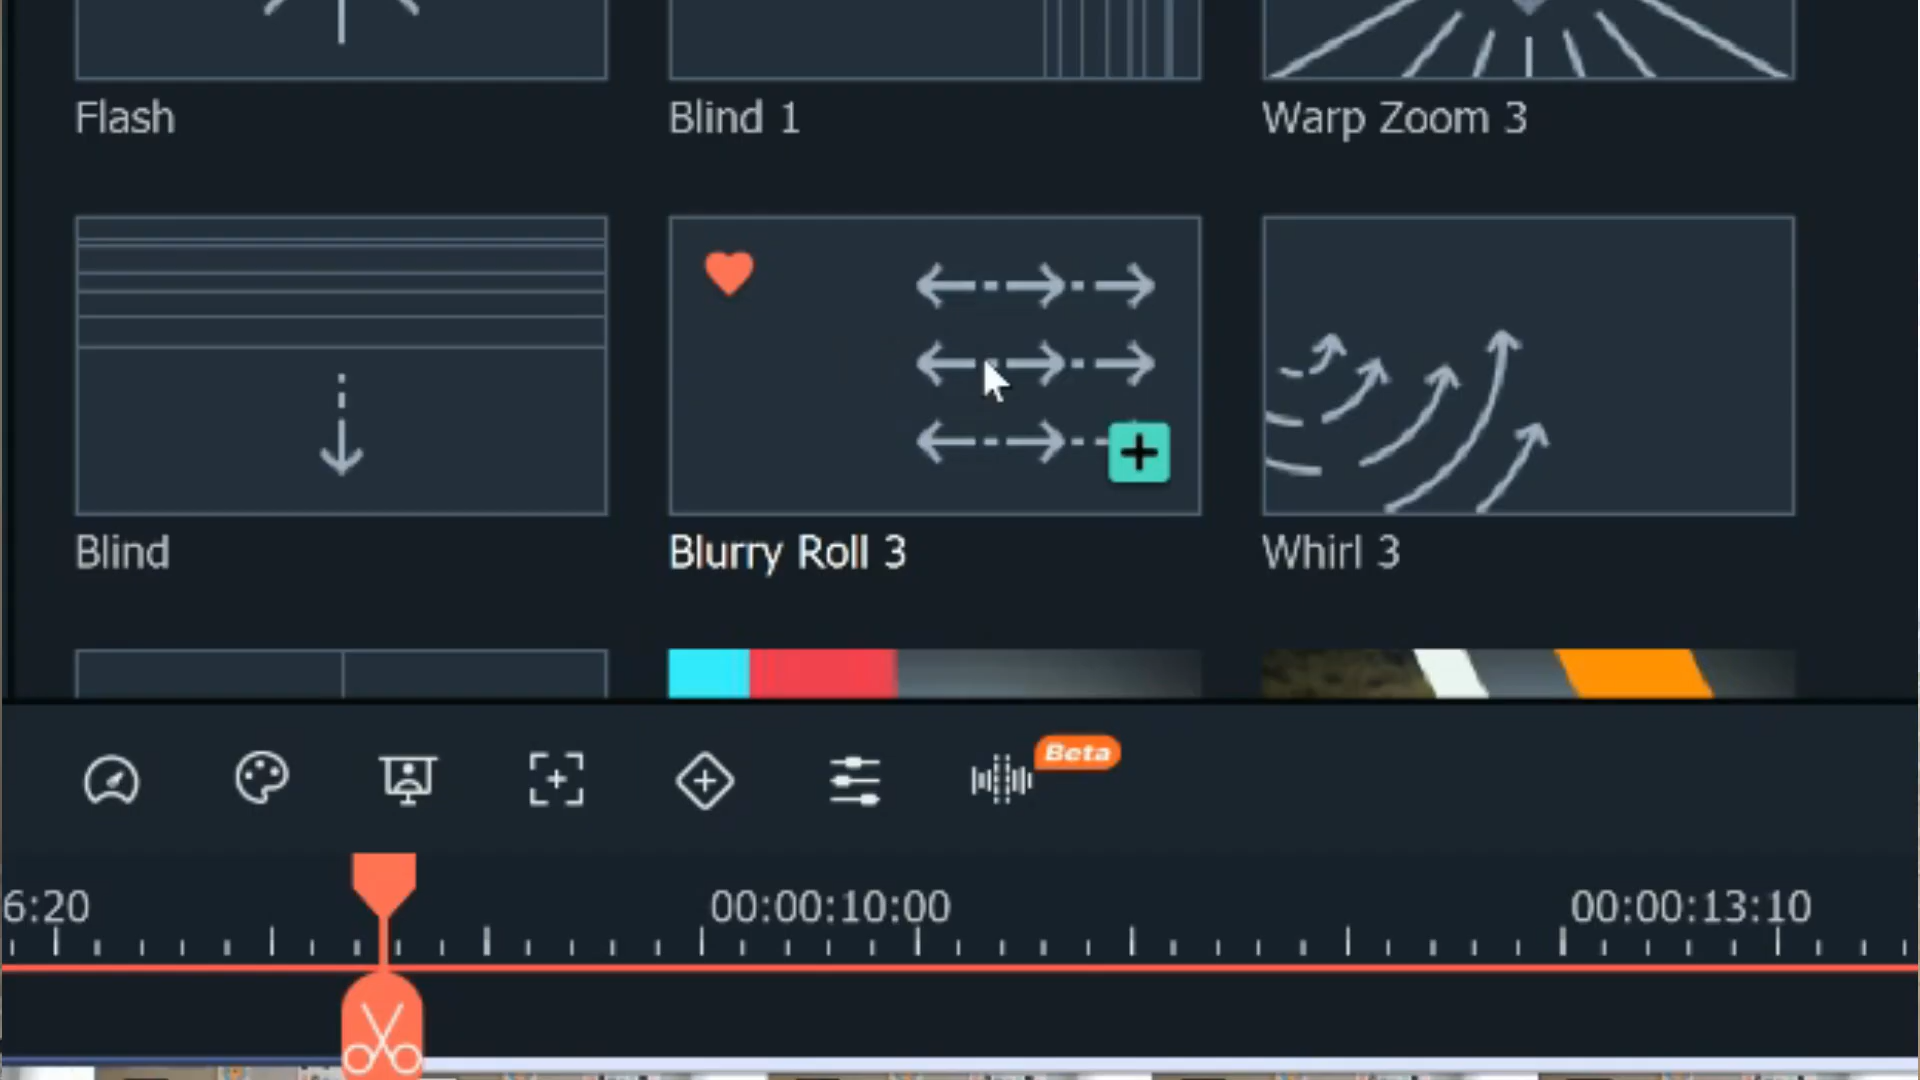 Flash
Blind 1
Warp Zoom 3
Blind
Blurry Roll 3
Whirl 3
Beta
6:20
00:00:10:00
00:00:13:10